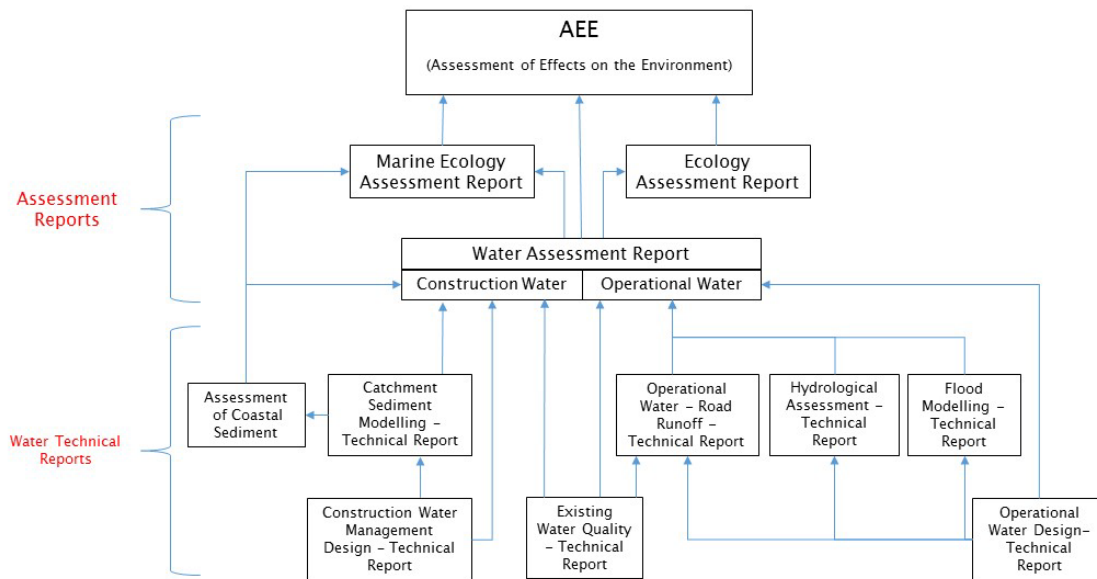 AEE
(Assessment of Effects on the Environment)
Marine Ecology
Assessment Report
Ecology
Assessment Report
Assessment
Reports
Water Assessment Report
Construction Water
Operational Water
Assessment
of Coastal
Sediment
Catchment
Sediment
Modelling –
Technical Report
Operational
Water – Road
Runoff –
Technical Report
Hydrological
Assessment –
Technical
Report
Flood
Modelling –
Technical
Report
Water Technical
Reports
Construction Water
Management
Design – Technical
Report
Existing
Water Quality
– Technical
Report
Operational
Water Design–
Technical
Report